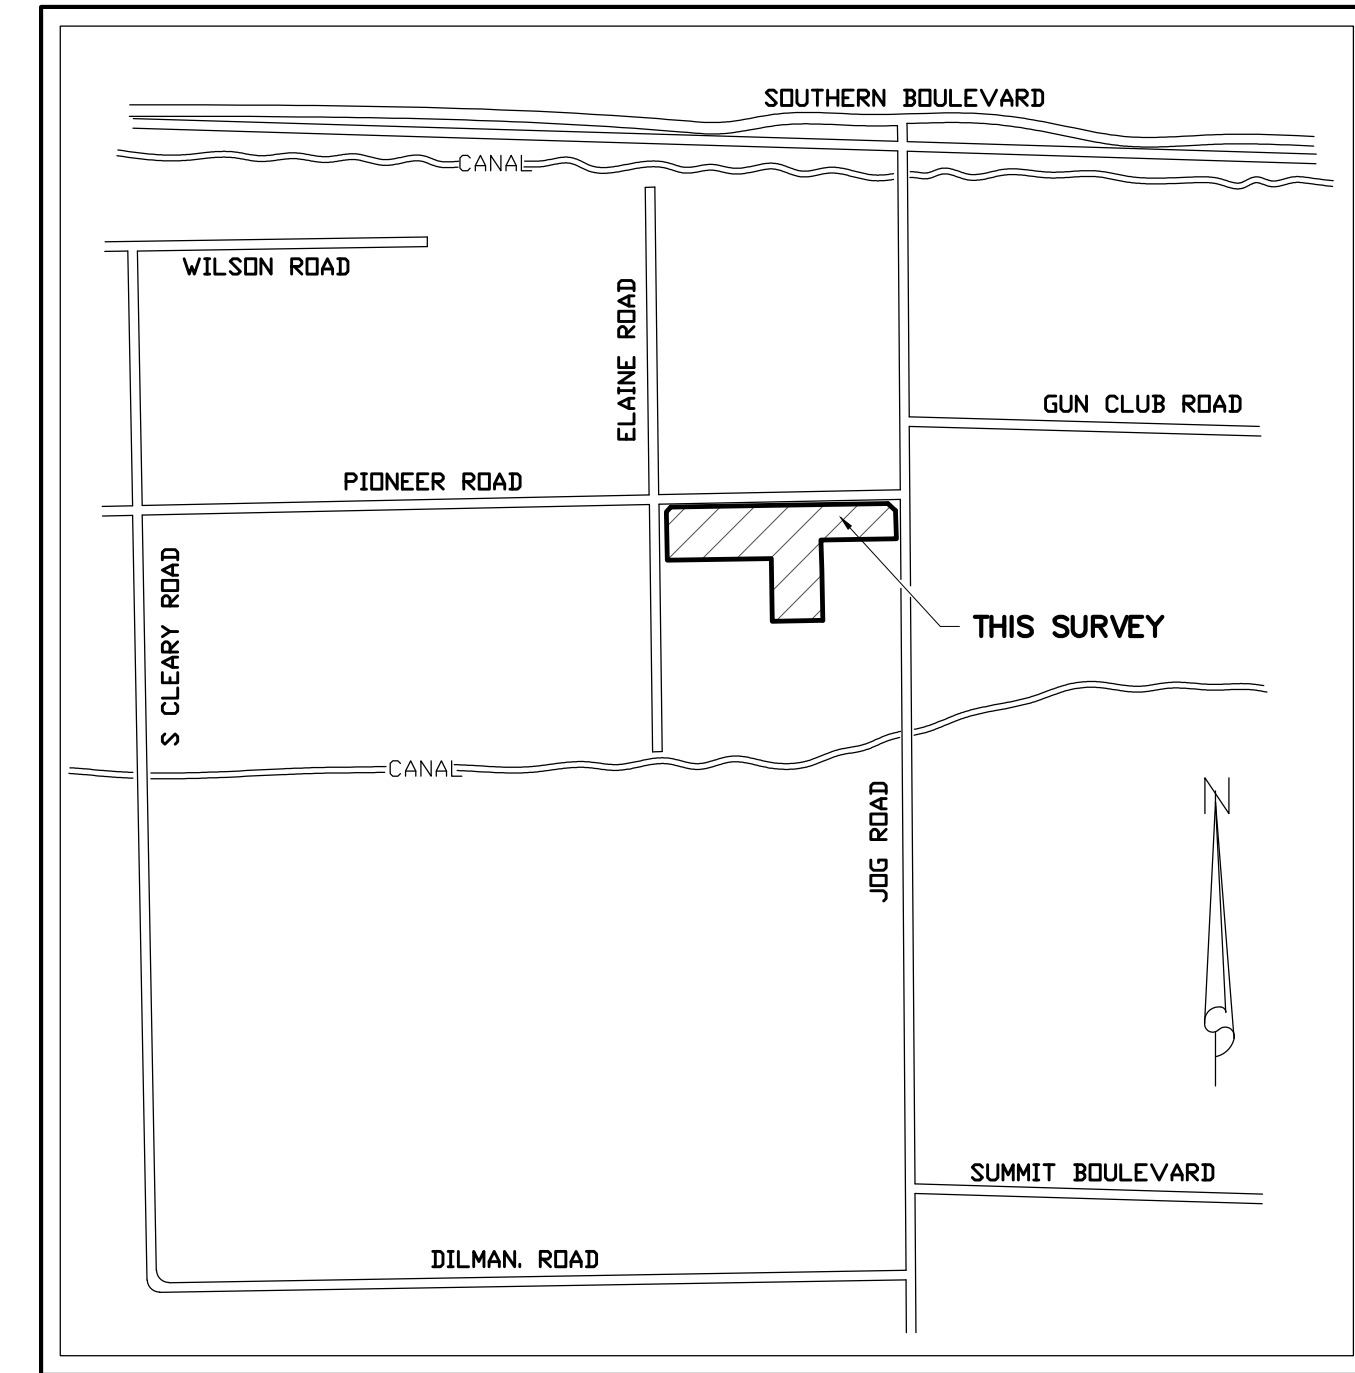 SOUTHERN BOULEVARD
CANAL
WILSON ROAD
ELAINE ROAD
GUN CLUB ROAD
PIONEER ROAD
S CLEARY ROAD
THIS SURVEY
CANAL
JOG ROAD
N
SUMMIT BOULEVARD
DILMAN. ROAD